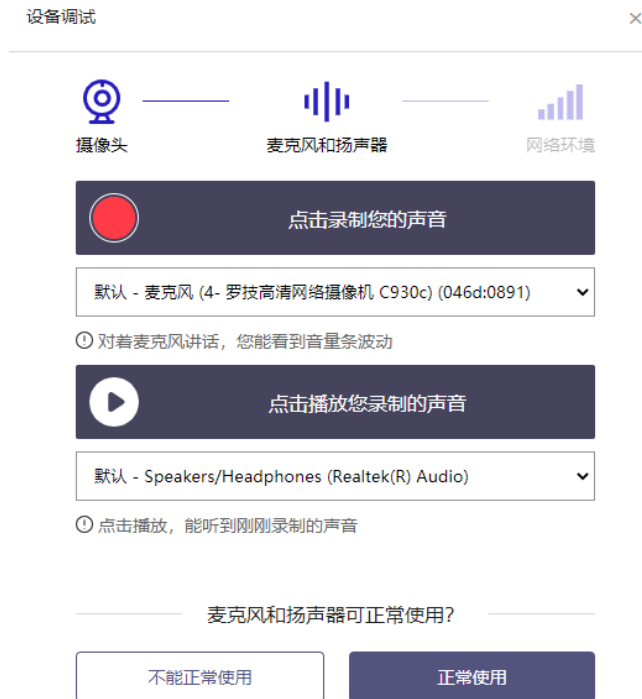 设备调试
×
摄像头 麦克风和扬声器 网络环境
点击录制您的声音
默认 - 麦克风 (4- 罗技高清网络摄像机 C930c) (046d:0891)
对着麦克风讲话，您能看到音量条波动
点击播放您录制的声音
默认 - Speakers/Headphones (Realtek(R) Audio)
点击播放，能听到刚刚录制的声音
麦克风和扬声器可正常使用?
不能正常使用 正常使用